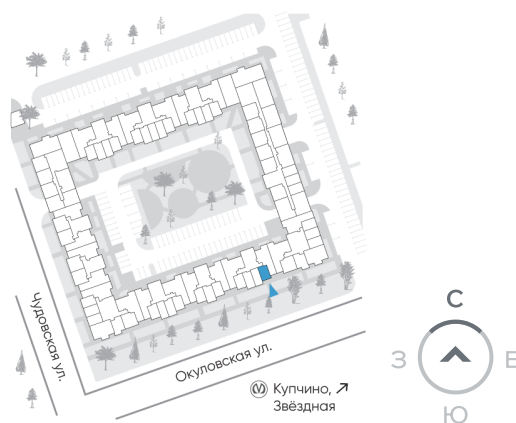 Чудовская ул.
Окуловская ул.
Купчино,
Звёздная
С
З
В
Ю